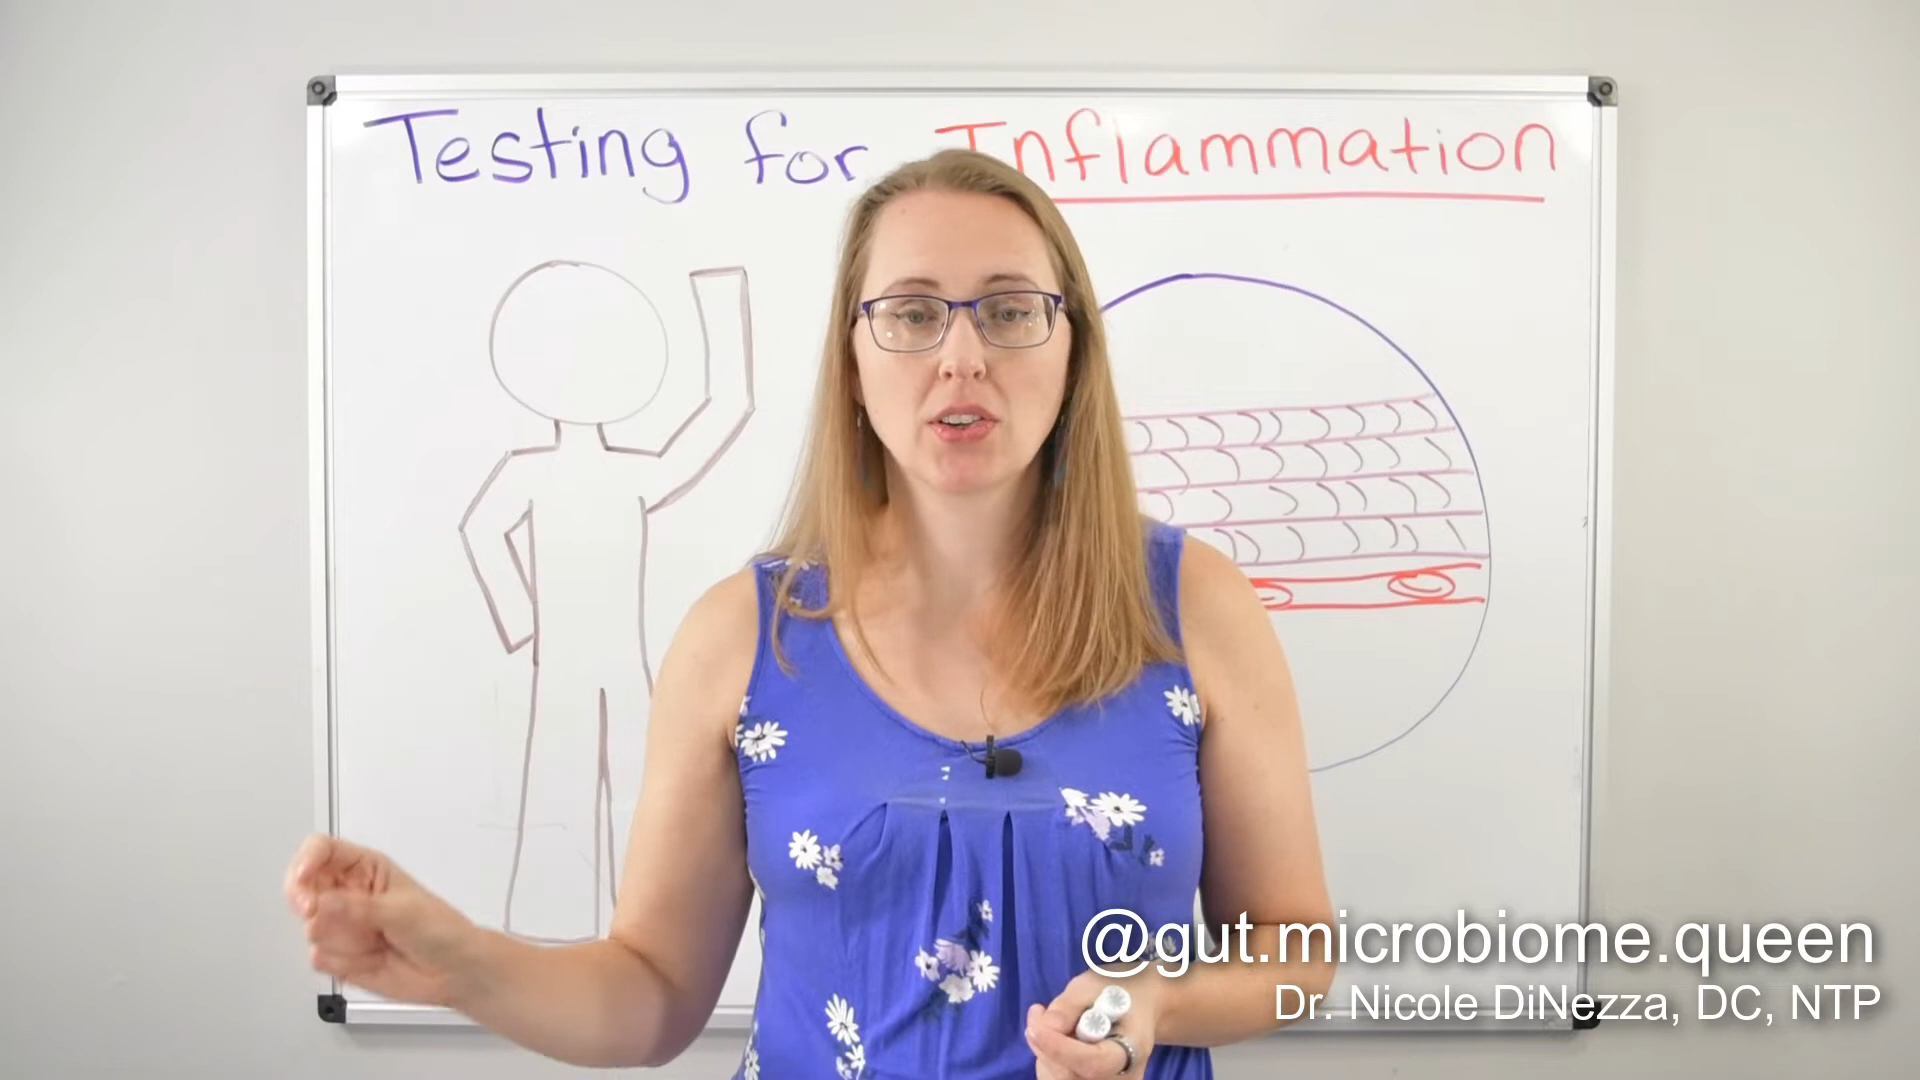 Testing for Inflammation
@gut.microbiome.queen
Dr. Nicole DiNezza, DC, NTP